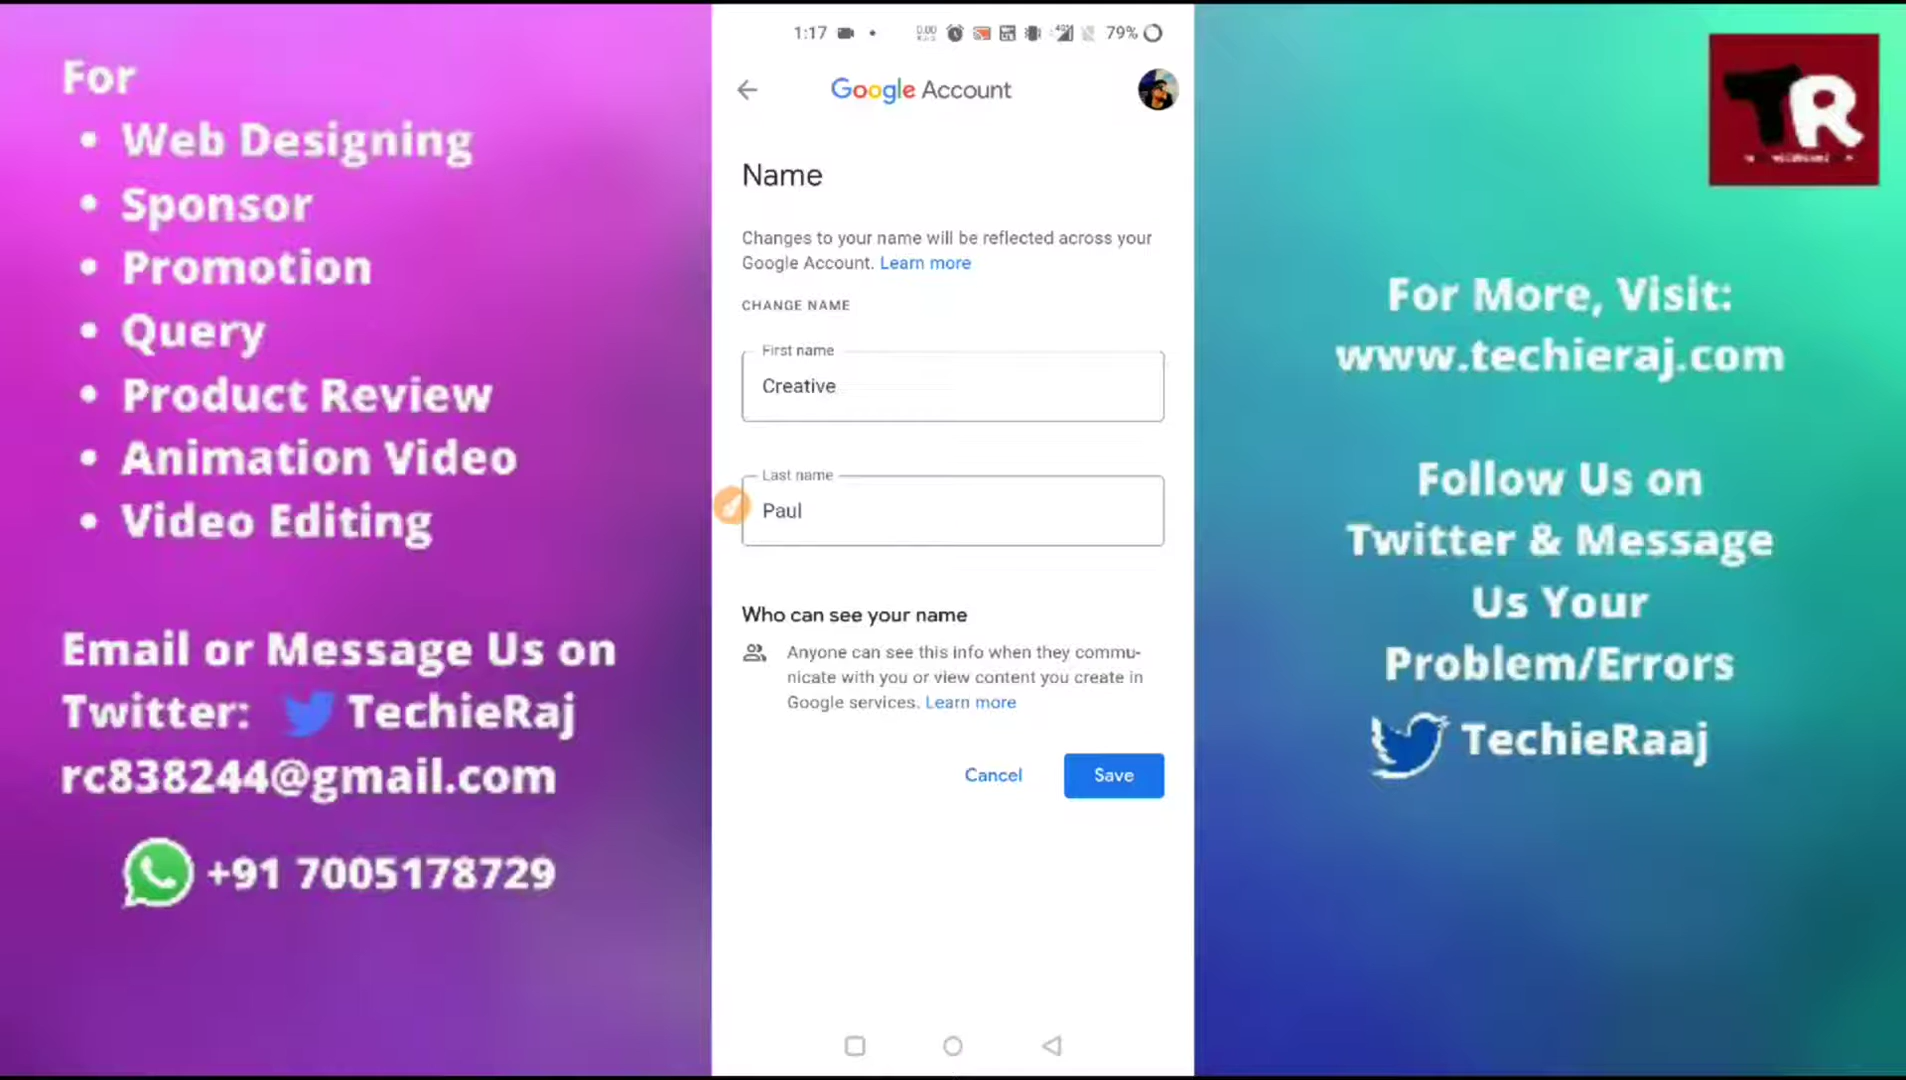 For
• Web Designing
• Sponsor
• Promotion
• Query
• Product Review
• Animation Video
• Video Editing
Email or Message Us on
Twitter: TechieRaj
rc838244@gmail.com
+91 7005178729
1:17
0.00
79%
Google Account
Name
Changes to your name will be reflected across your
Google Account. Learn more
CHANGE NAME
First name
Creative
Last name
Paul
Who can see your name
Anyone can see this info when they commu-
nicate with you or view content you create in
Google services. Learn more
Cancel
Save
TR
For More, Visit:
www.techieraj.com
Follow Us on
Twitter & Message
Us Your
Problem/Errors
TechieRaaj